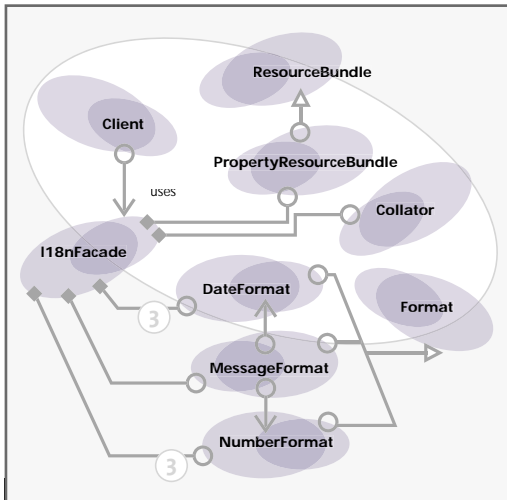 ResourceBundle
Client
PropertyResourceBundle
uses
Collator
I18nFacade
DateFormat
Format
3
MessageFormat
NumberFormat
3